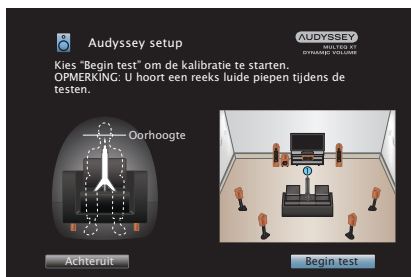 Audyssey setup
AUDYSSEY
MULTEQ XT
DYNAMIC VOLUME
Kies "Begin test" om de kalibratie te starten.
OPMERKING: U hoort een reeks luide piepen tijdens de
testen.
Oorhoogte
Achteruit
Begin test